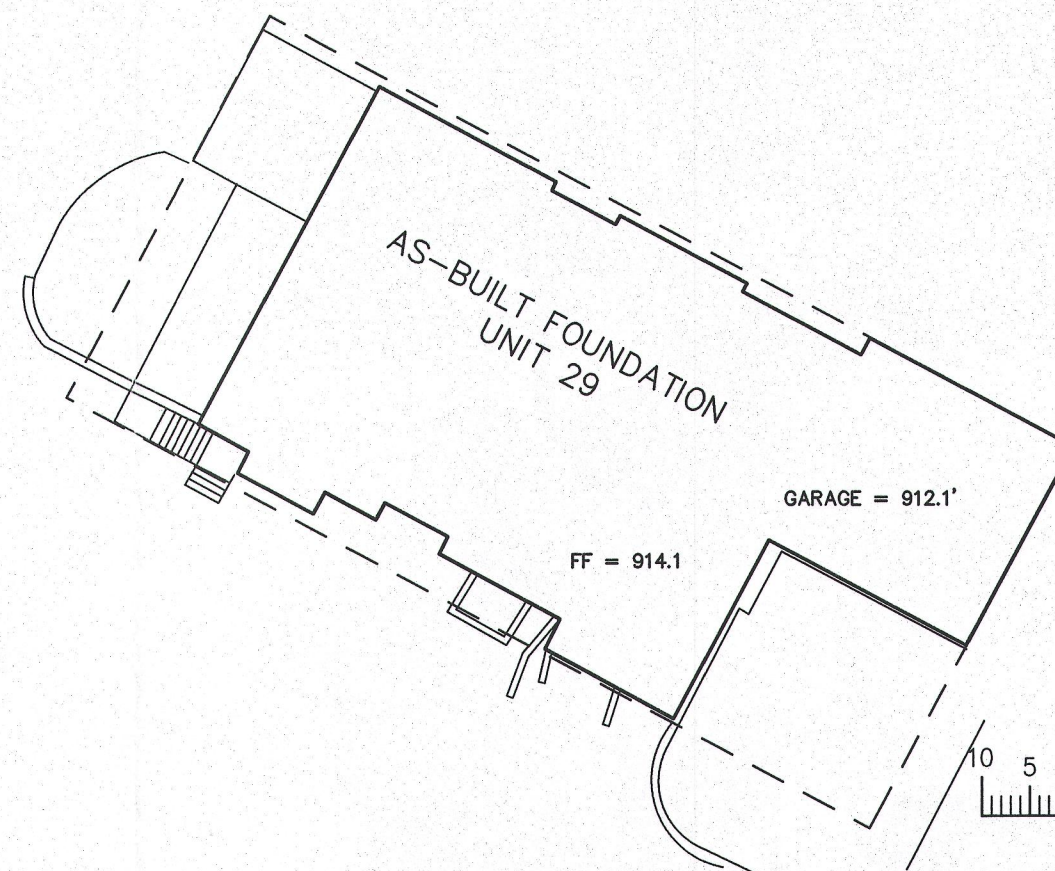 AS-BUILT FOUNDATION
UNIT 29
GARAGE = 912.1'
FF = 914.1
10 5